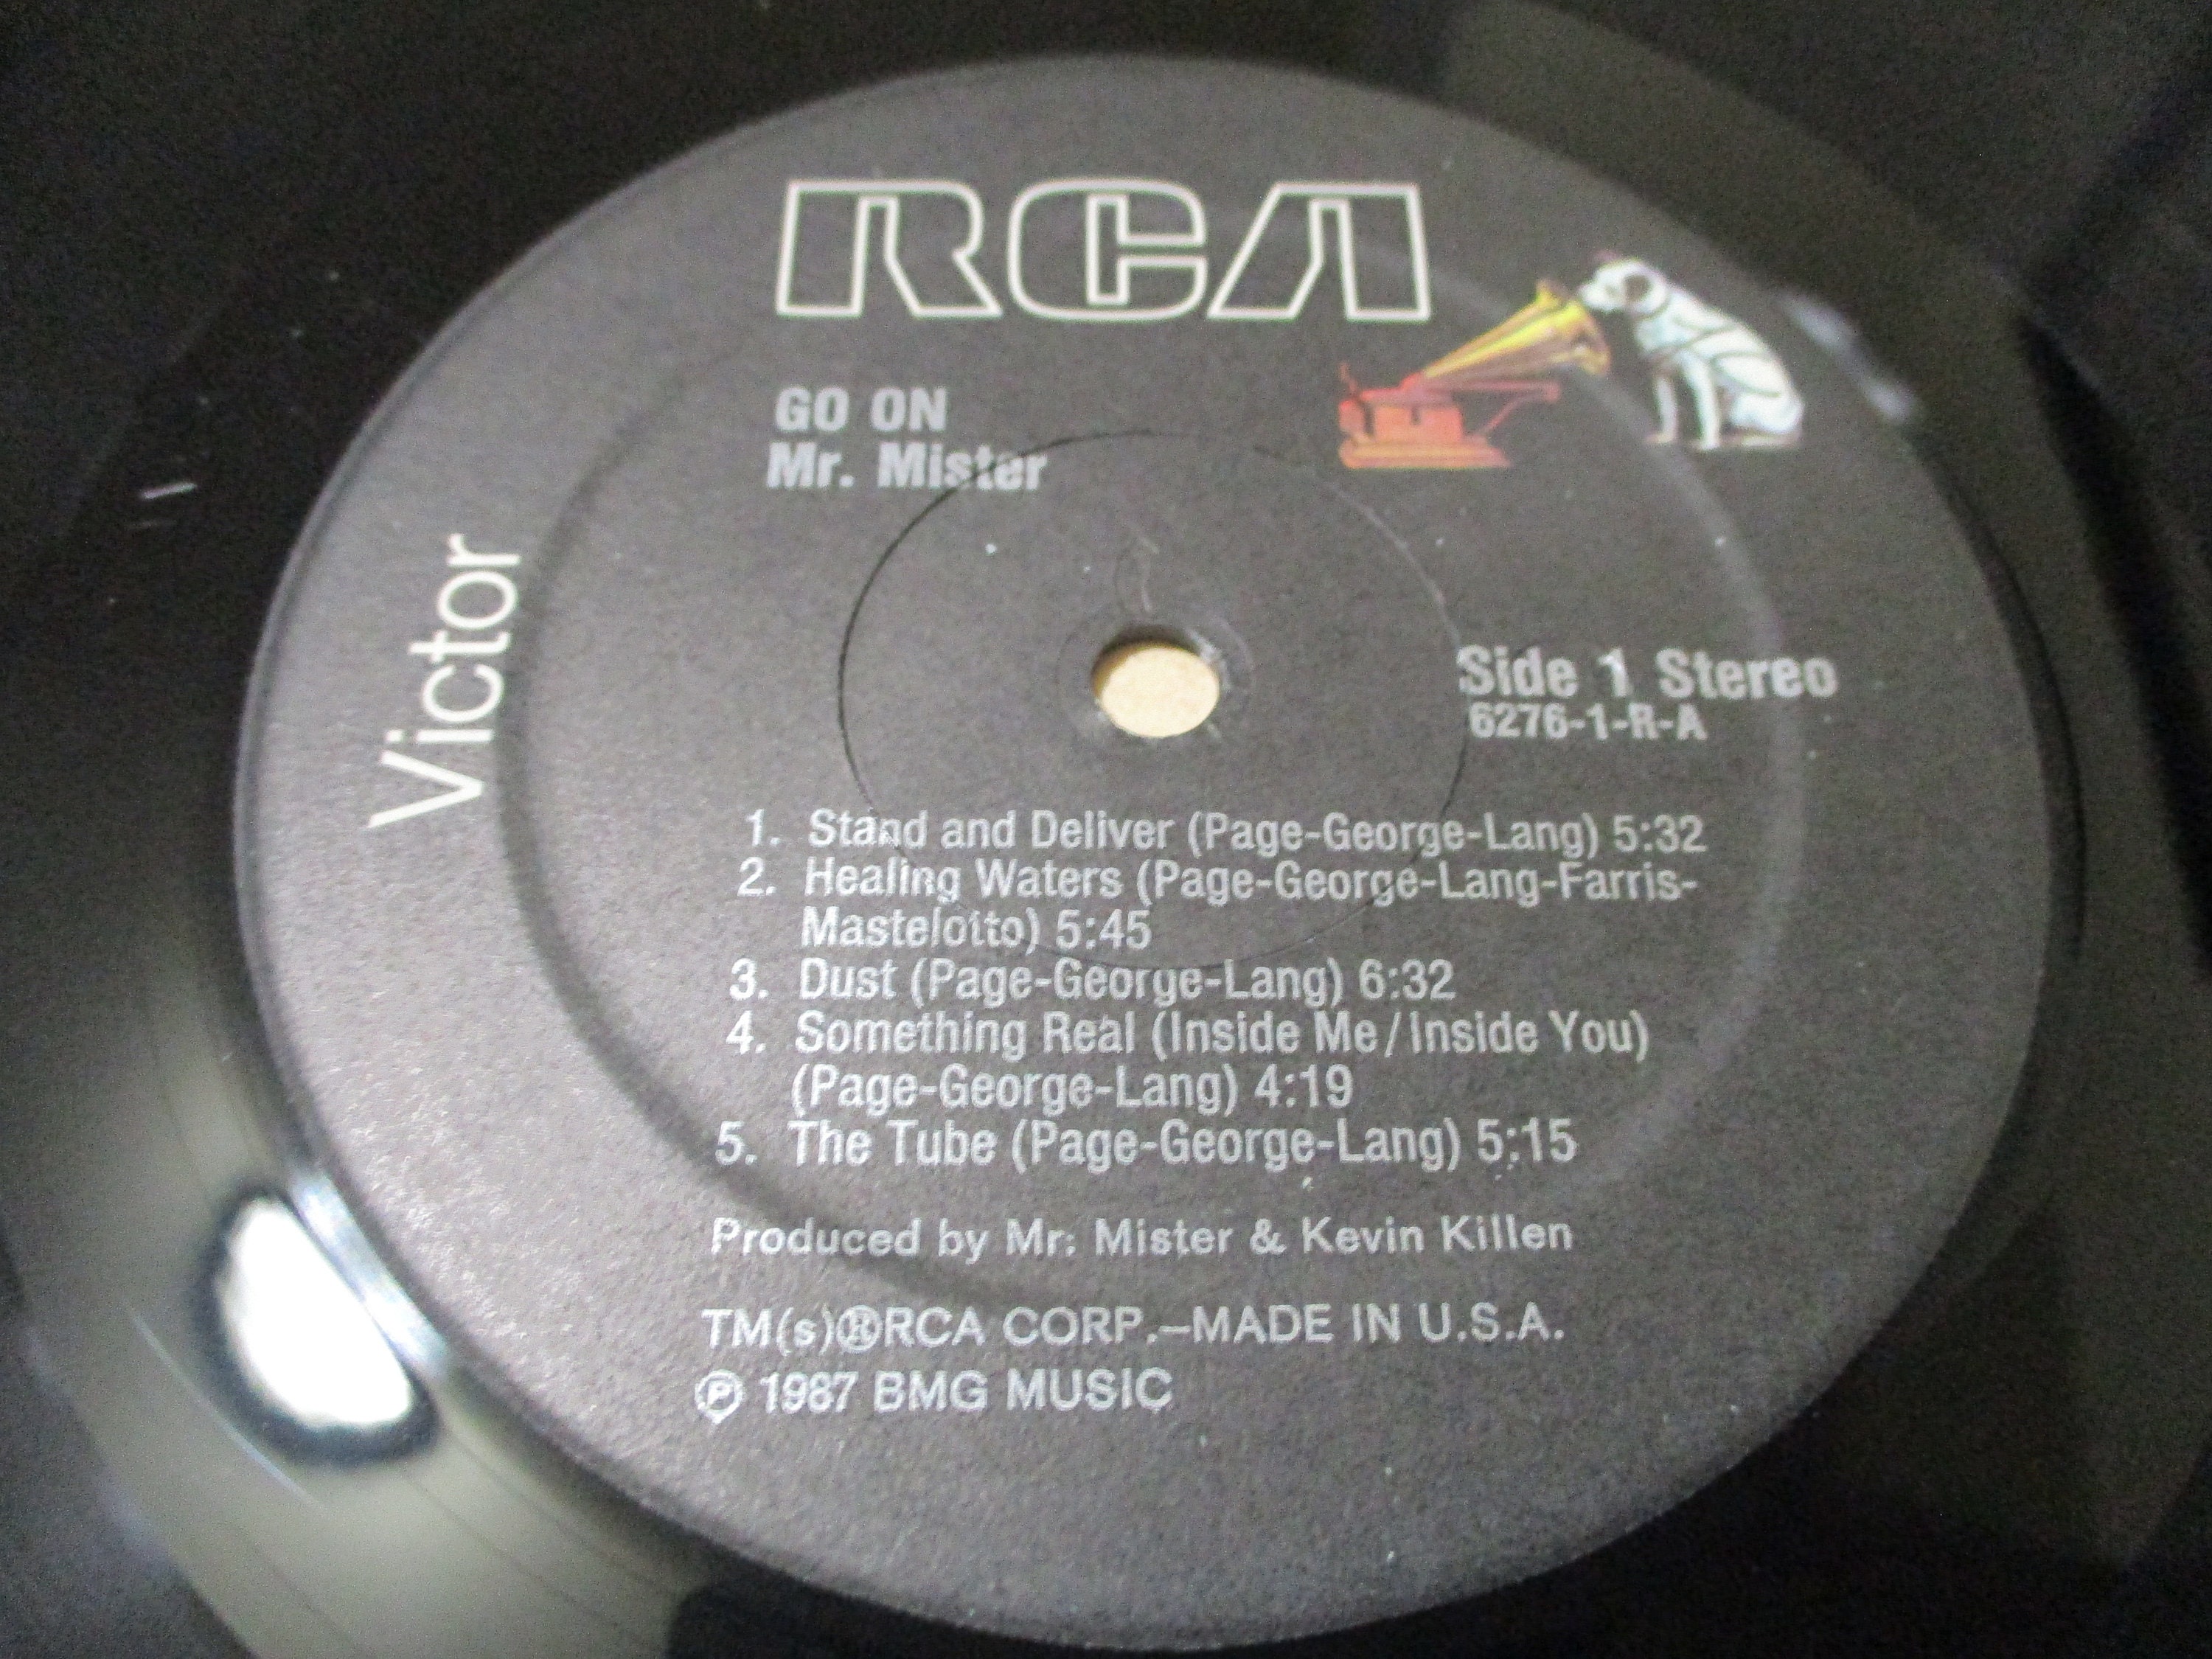 RCA
GO ON
Mr. Mister
Victor
Side 1 Stereo
6276-1-R-A
1. Stand and Deliver (Page-George-Lang) 5:32
2. Healing Waters (Page-George-Lang-Farris-
Mastelotto) 5:45
3. Dust (Page-George-Lang) 6:32
4. Something Real (Inside Me/Inside You)
(Page-George-Lang) 4:19
5. The Tube (Page-George-Lang) 5:15
Produced by Mr. Mister & Kevin Killen
TM(s)®RCA CORP.—MADE IN U.S.A.
℗ 1987 BMG MUSIC